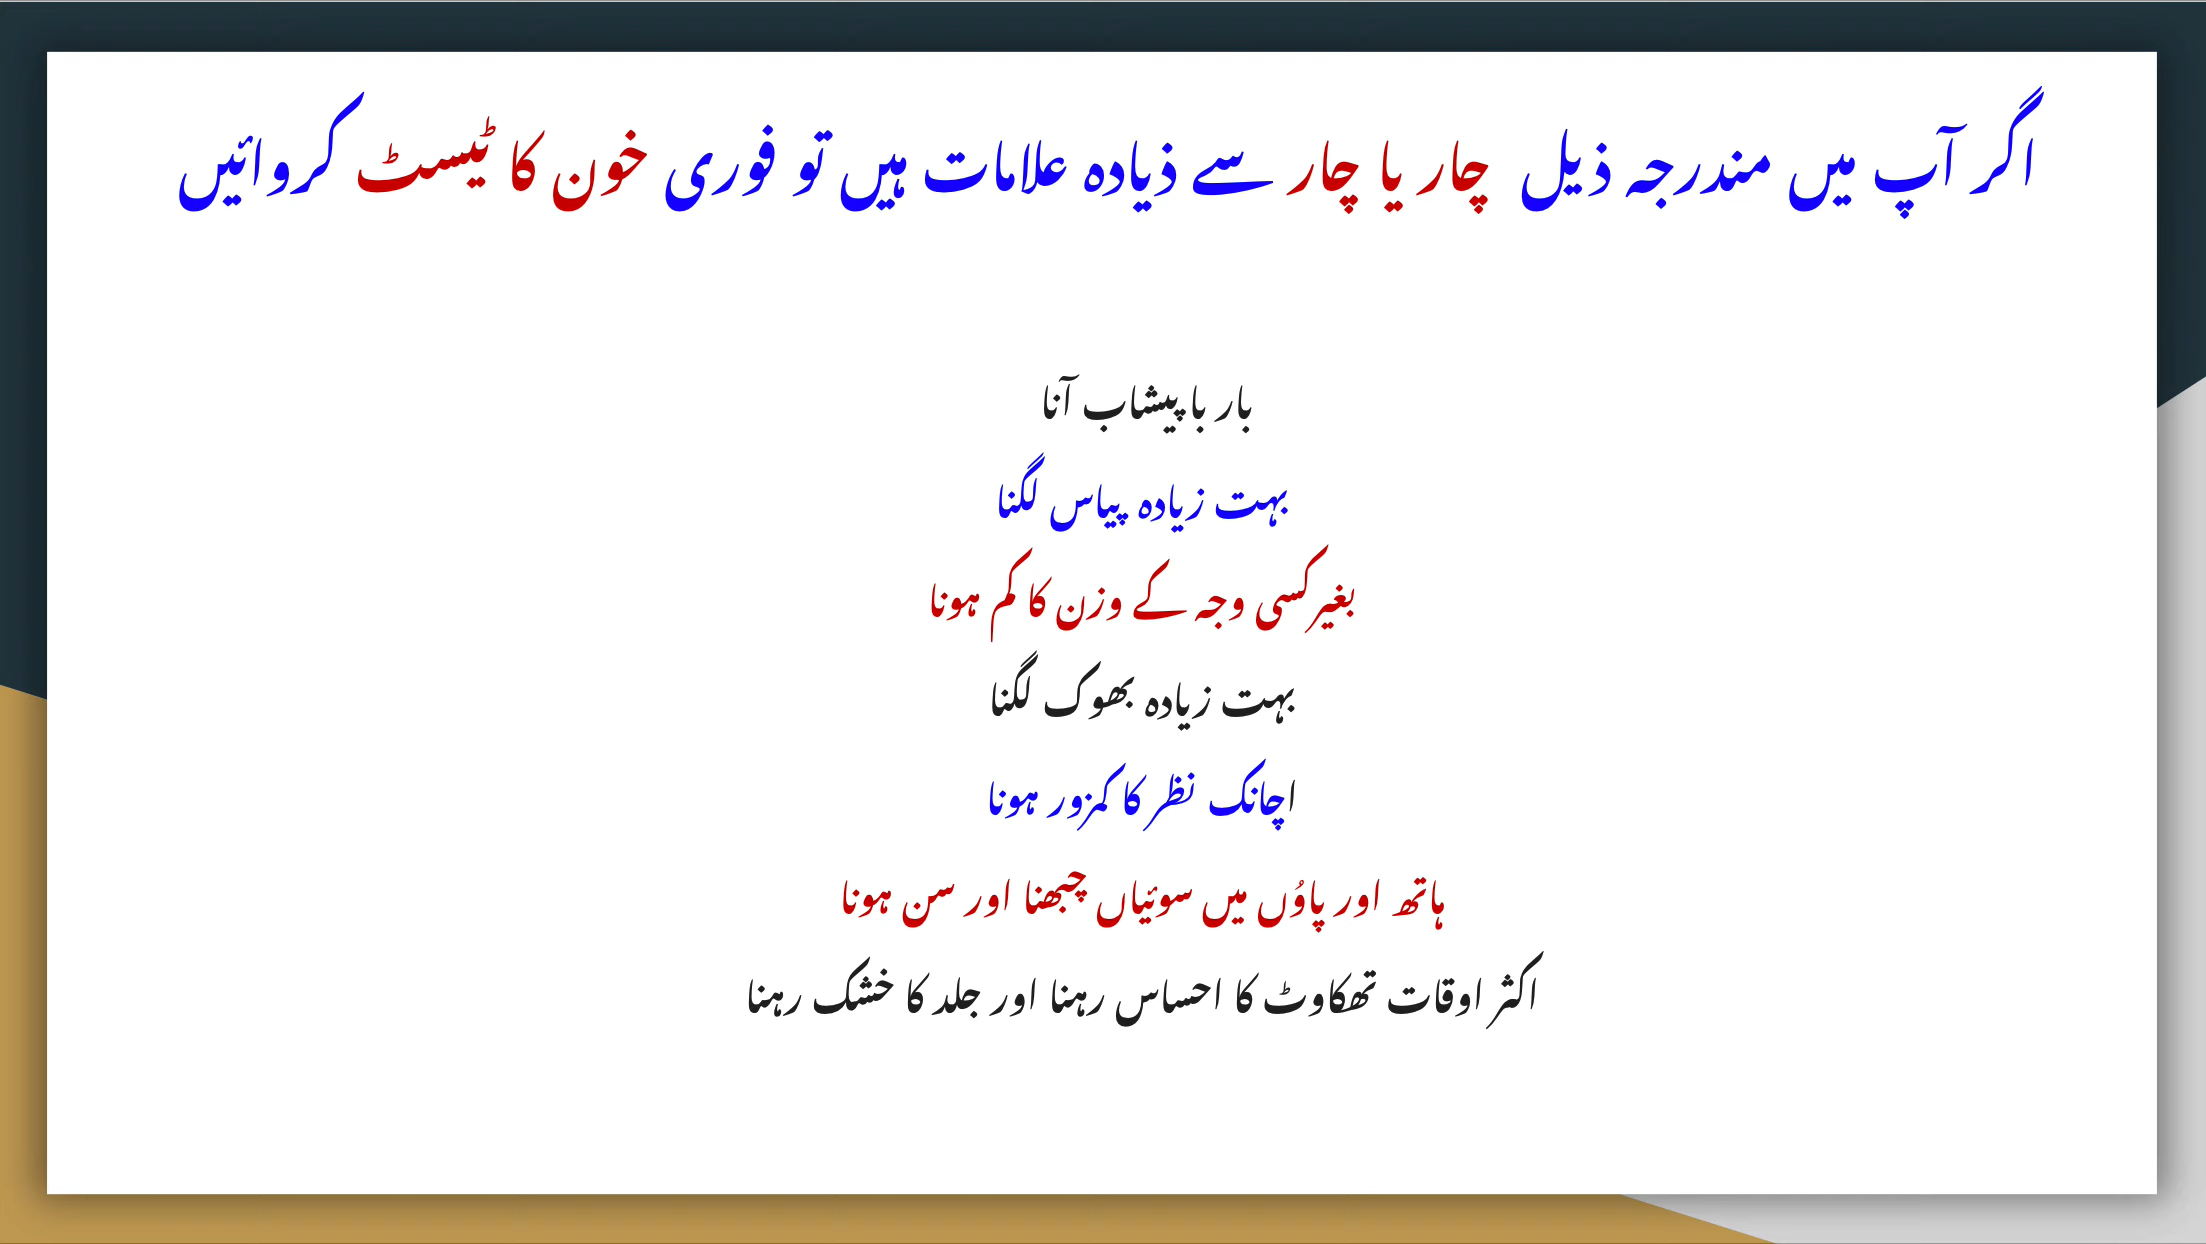 اگر آپ میں مندرجہ ذیل چار یا چار سے ذیادہ علامات ہیں تو فوری خون کا ٹیسٹ کروائیں
بار با پیشاب آنا
بہت زیادہ پیاس لگنا
بغیر کسی وجہ کے وزن کا کم ہونا
بہت زیادہ بھوک لگنا
اچانک نظر کا کمزور ہونا
ہاتھ اور پاؤں میں سوئیاں چبھنا اور سن ہونا
اکثر اوقات تھکاوٹ کا احساس رہنا اور جلد کا خشک رہنا